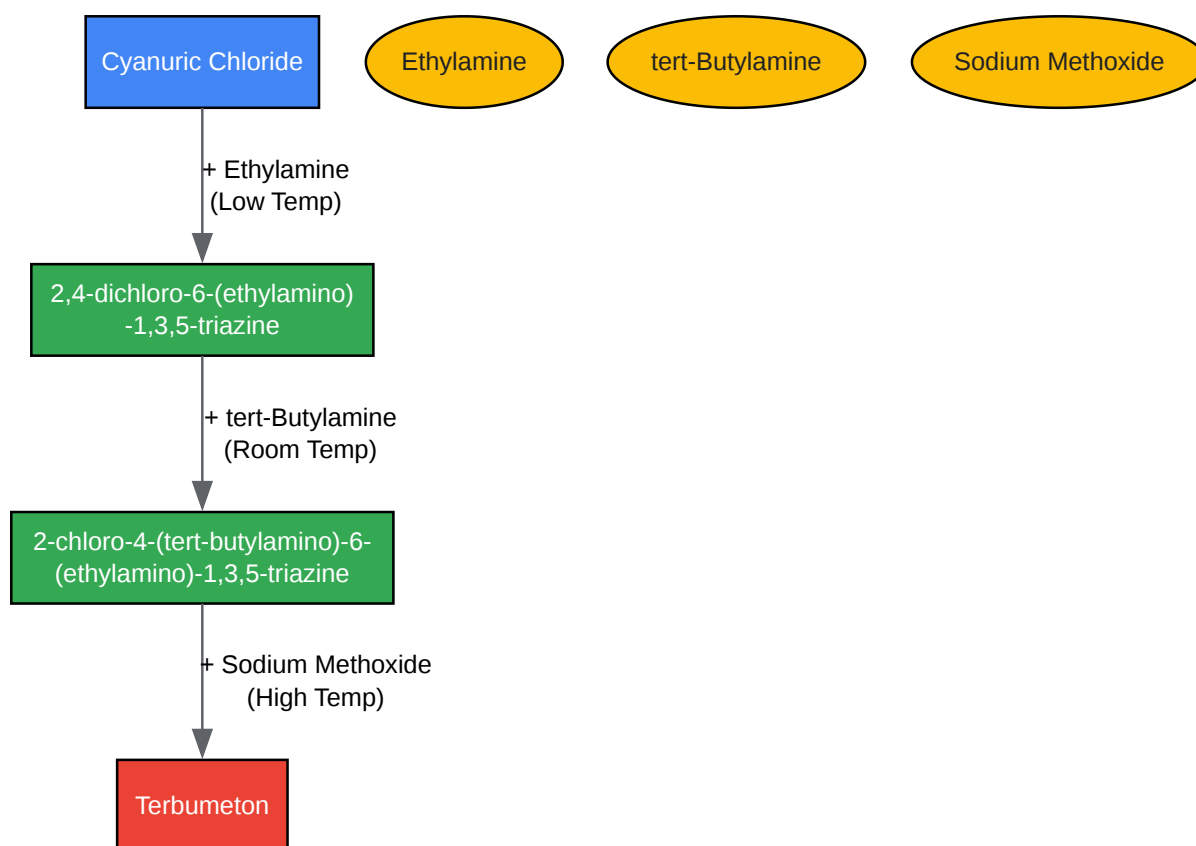 Cyanuric Chloride
Ethylamine
tert-Butylamine
Sodium Methoxide
+ Ethylamine
(Low Temp)
2,4-dichloro-6-(ethylamino)
-1,3,5-triazine
+ tert-Butylamine
(Room Temp)
2-chloro-4-(tert-butylamino)-6-
(ethylamino)-1,3,5-triazine
+ Sodium Methoxide
(High Temp)
Terbumeton